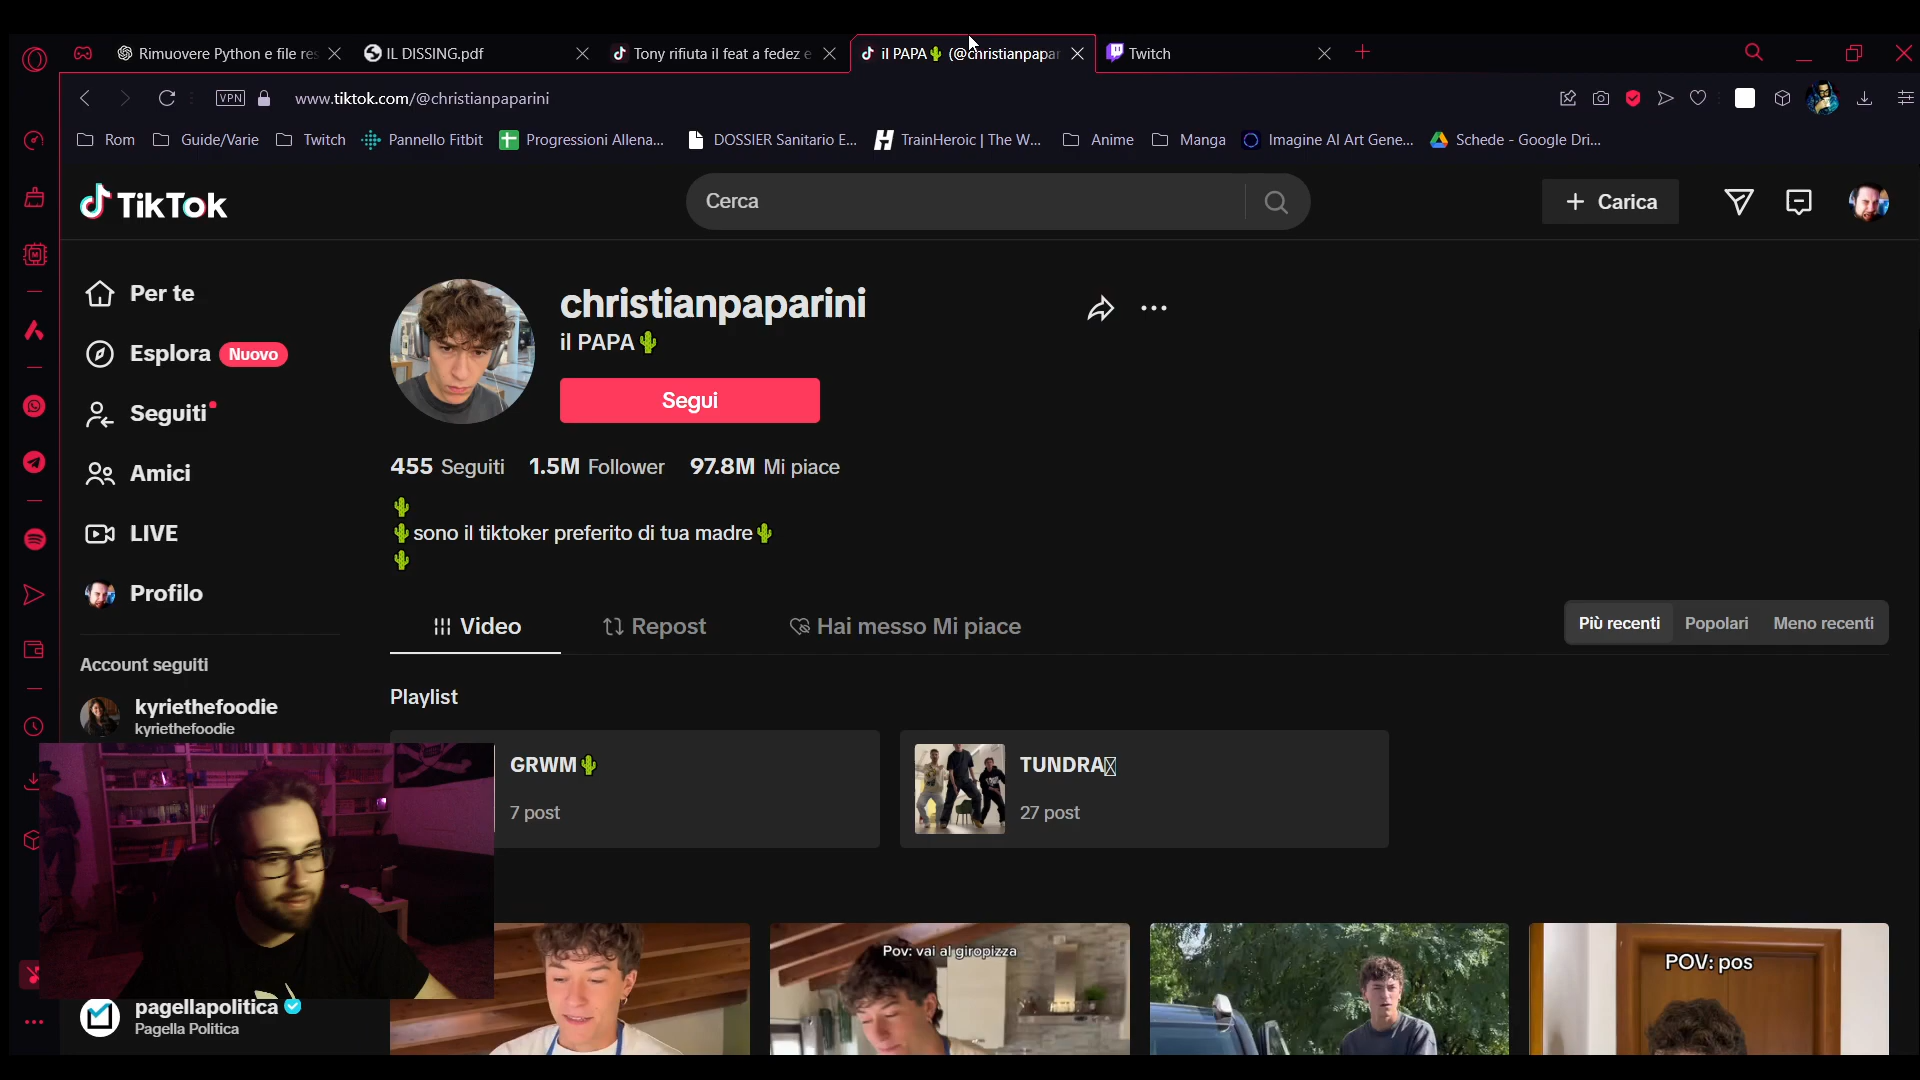 Rimuovere Python e file res
IL DISSING.pdf
Tony rifiuta il feat a fedez e
il PAPA🌵 (@christianpapar
Twitch
VPN
www.tiktok.com/@christianpaparini
Rom
Guide/Varie
Twitch
Pannello Fitbit
Progressioni Allena...
DOSSIER Sanitario E...
TrainHeroic | The W...
Anime
Manga
Imagine AI Art Gene...
Schede - Google Dri...
TikTok
Cerca
Carica
Per te
Esplora Nuovo
Seguiti
Amici
LIVE
Profilo
Account seguiti
kyriethefoodie
kyriethefoodie
pagellapolitica
Pagella Politica
christianpaparini
il PAPA🌵
Segui
455 Seguiti 1.5M Follower 97.8M Mi piace
🌵
🌵sono il tiktoker preferito di tua madre🌵
🌵
Video
Repost
Hai messo Mi piace
Più recenti
Popolari
Meno recenti
Playlist
GRWM🌵
7 post
TUNDRA
27 post
Pov: vai al giropizza
POV: pos